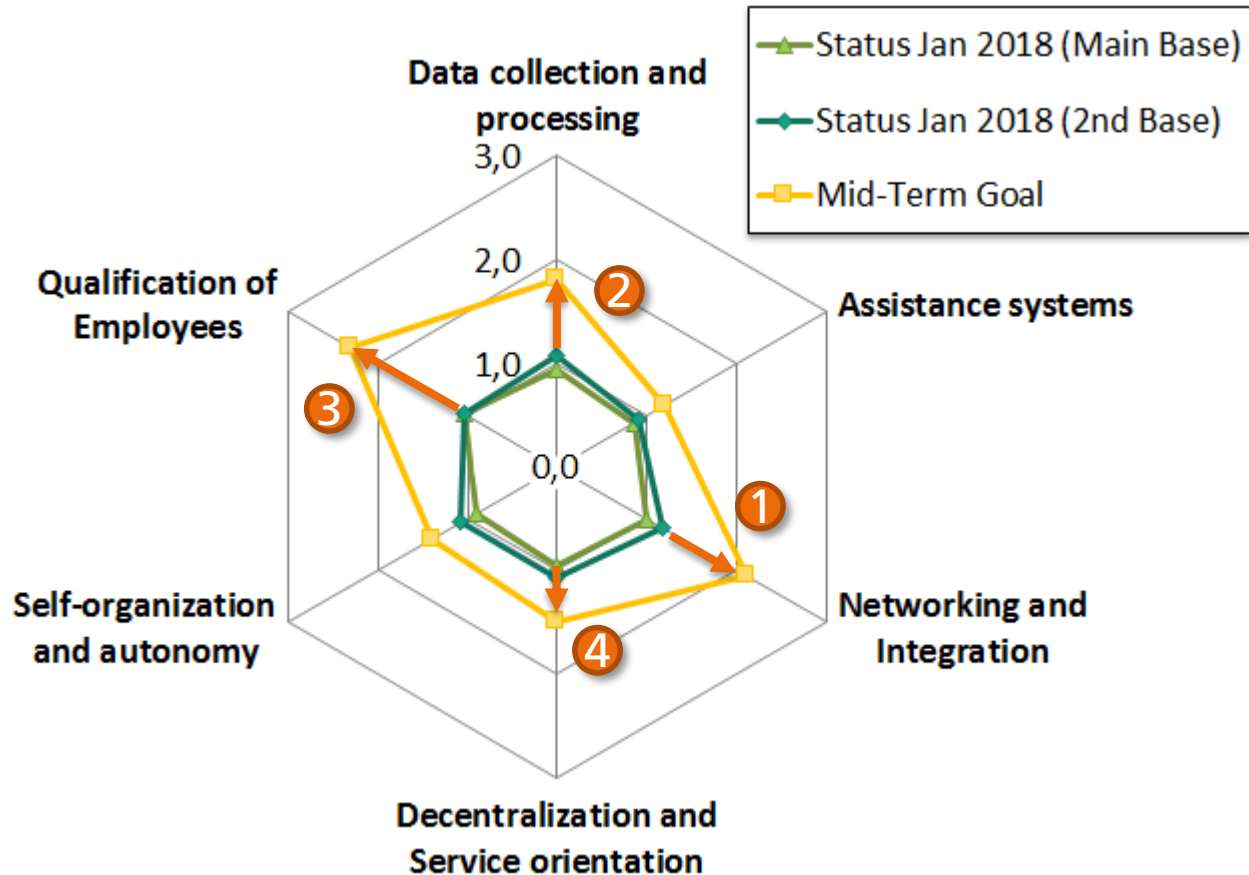 Status Jan 2018 (Main Base)
Status Jan 2018 (2nd Base)
Mid-Term Goal
Data collection and
processing
3,0
2,0
1,0
0,0
Assistance systems
Networking and
Integration
Decentralization and
Service orientation
Self-organization
and autonomy
Qualification of
Employees
2
3
1
4